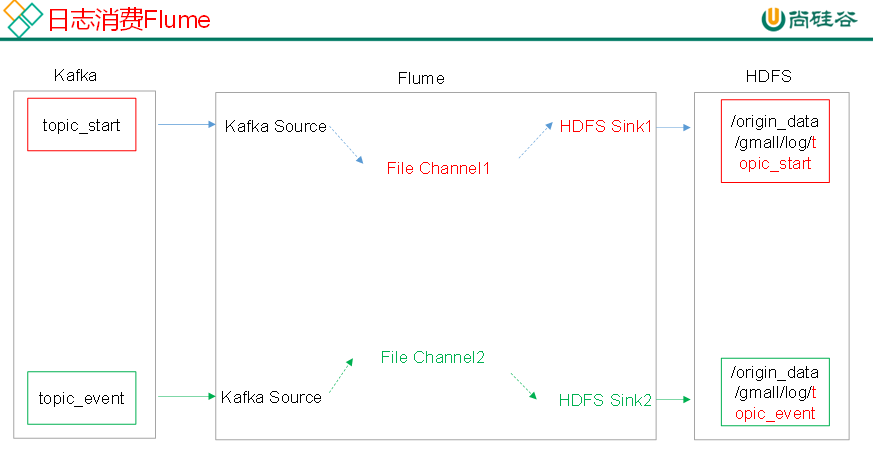 日志消费Flume
尚硅谷
Kafka
Flume
HDFS
topic_start
Kafka Source
File Channel1
HDFS Sink1
/origin_data
/gmall/log/t
opic_start
topic_event
Kafka Source
File Channel2
HDFS Sink2
/origin_data
/gmall/log/t
opic_event